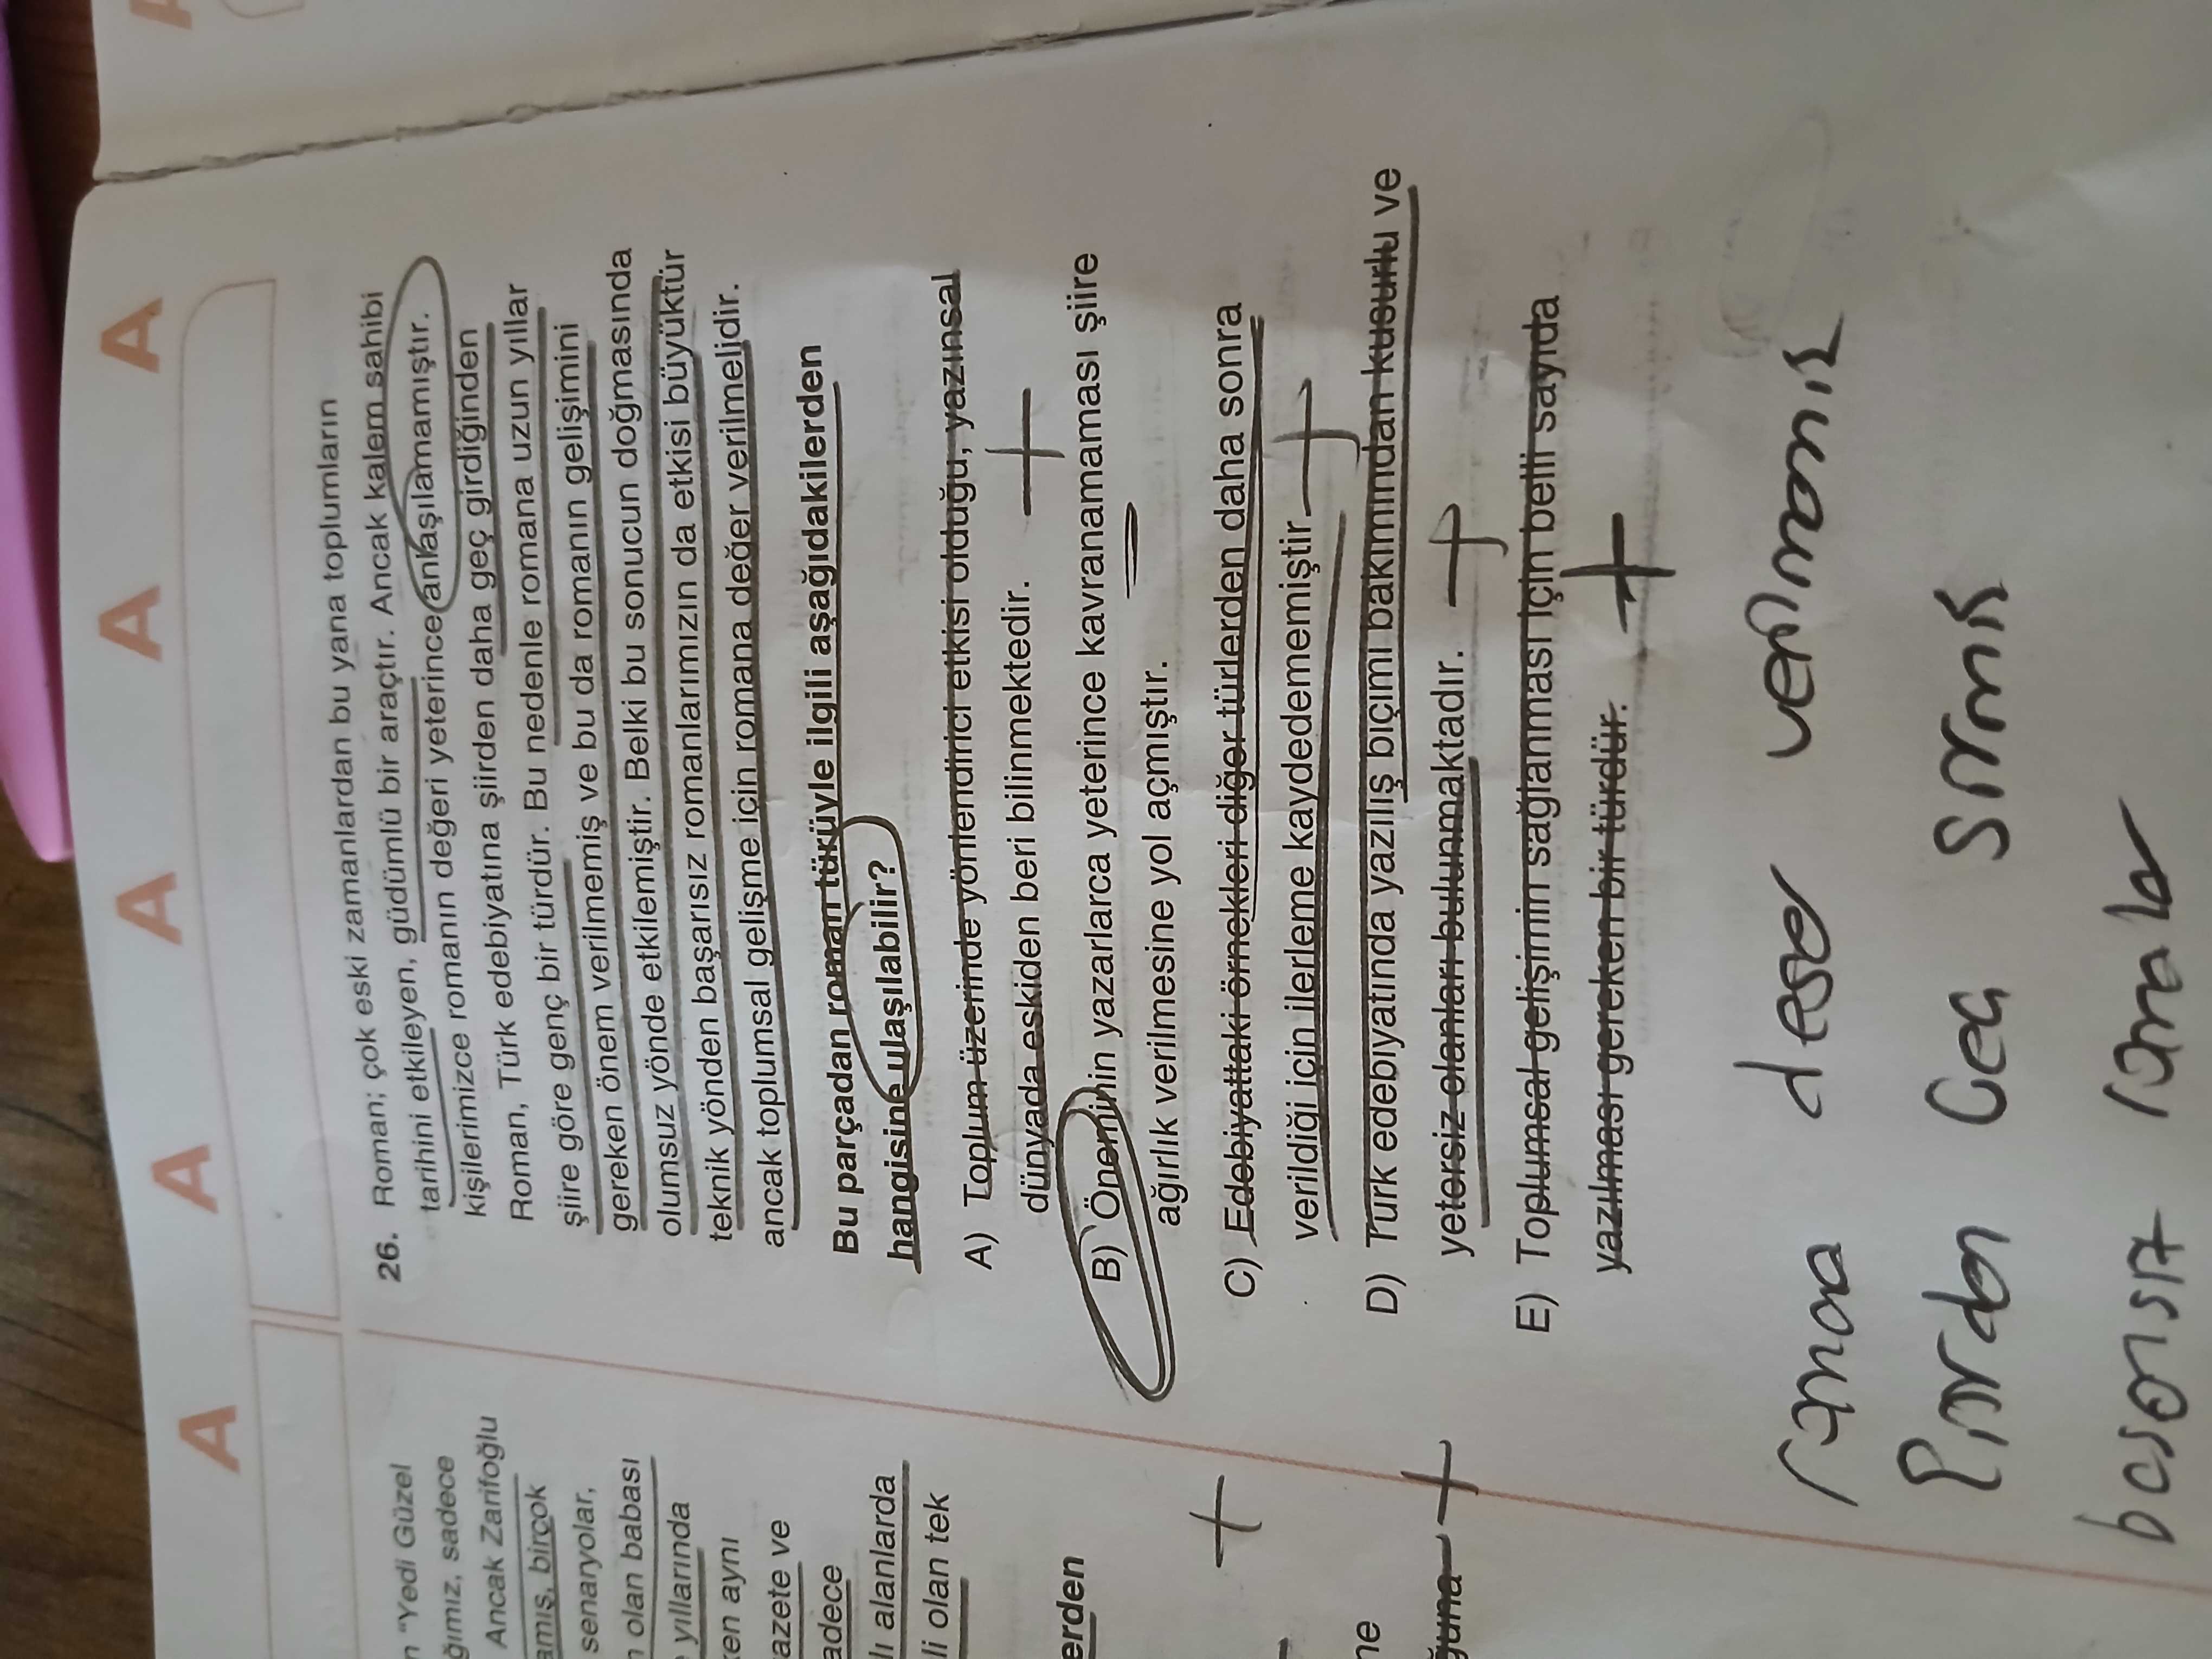 A A A A A
n "Yedi Güzel
ğımız, sadece
Ancak Zarifoğlu
amış, birçok
senaryolar,
n olan babası
yıllarında
ken aynı
azete ve
adece
lı alanlarda
li olan tek
erden
ne
ğuna
26. Roman; çok eski zamanlardan bu yana toplumların
tarihini etkileyen, güdümlü bir araçtır. Ancak kalem sahibi
kişilerimizce romanın değeri yeterince anlaşılamamıştır.
Roman, Türk edebiyatına şiirden daha geç girdiğinden
şiire göre genç bir türdür. Bu nedenle romana uzun yıllar
gereken önem verilmemiş ve bu da romanın gelişimini
olumsuz yönde etkilemiştir. Belki bu sonucun doğmasında
teknik yönden başarısız romanlarımızın da etkisi büyüktür
ancak toplumsal gelişme için romana değer verilmelidir.
Bu parçadan roman türüyle ilgili aşağıdakilerden
hangisine ulaşılabilir?
A) Toplum üzerinde yönlendirici etkisi olduğu, yazınsal
dünyada eskiden beri bilinmektedir.
B) Öneminin yazarlarca yeterince kavranamaması şiire
ağırlık verilmesine yol açmıştır.
C) Edebiyattaki örnekleri diğer türlerden daha sonra
verildiği için ilerleme kaydedememiştir.
D) Türk edebiyatında yazılış biçimi bakımından kusurlu ve
yetersiz olanları bulunmaktadır.
E) Toplumsal gelişimin sağlanması için belli sayıda
yazılması gereken bir türdür.